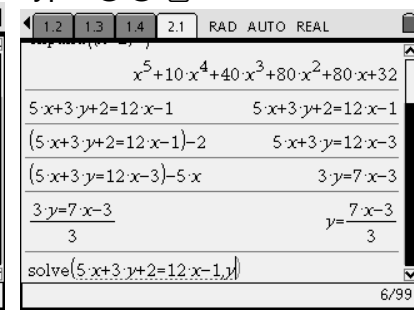 1.2 1.3 1.4 2.1 RAD AUTO REAL
x⁵+10·x⁴+40·x³+80·x²+80·x+32
5·x+3·y+2=12·x−1 5·x+3·y+2=12·x−1
(5·x+3·y+2=12·x−1)−2 5·x+3·y=12·x−3
(5·x+3·y=12·x−3)−5·x 3·y=7·x−3
3·y=7·x−3
3
y=
7·x−3
3
solve(5·x+3·y+2=12·x−1,y)
6/99